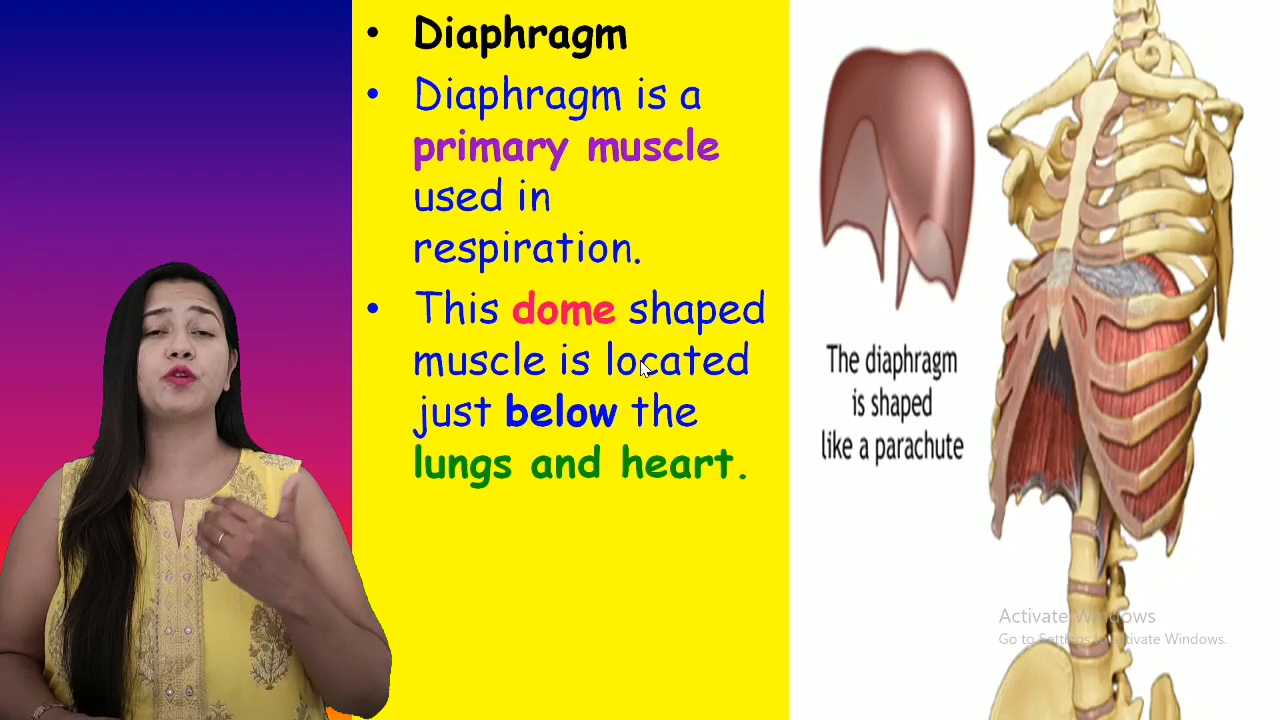 • Diaphragm
• Diaphragm is a
primary muscle
used in
respiration.
• This dome shaped
muscle is located
just below the
lungs and heart.
The diaphragm
is shaped
like a parachute
Activate Windows
Go to Settings to activate Windows.